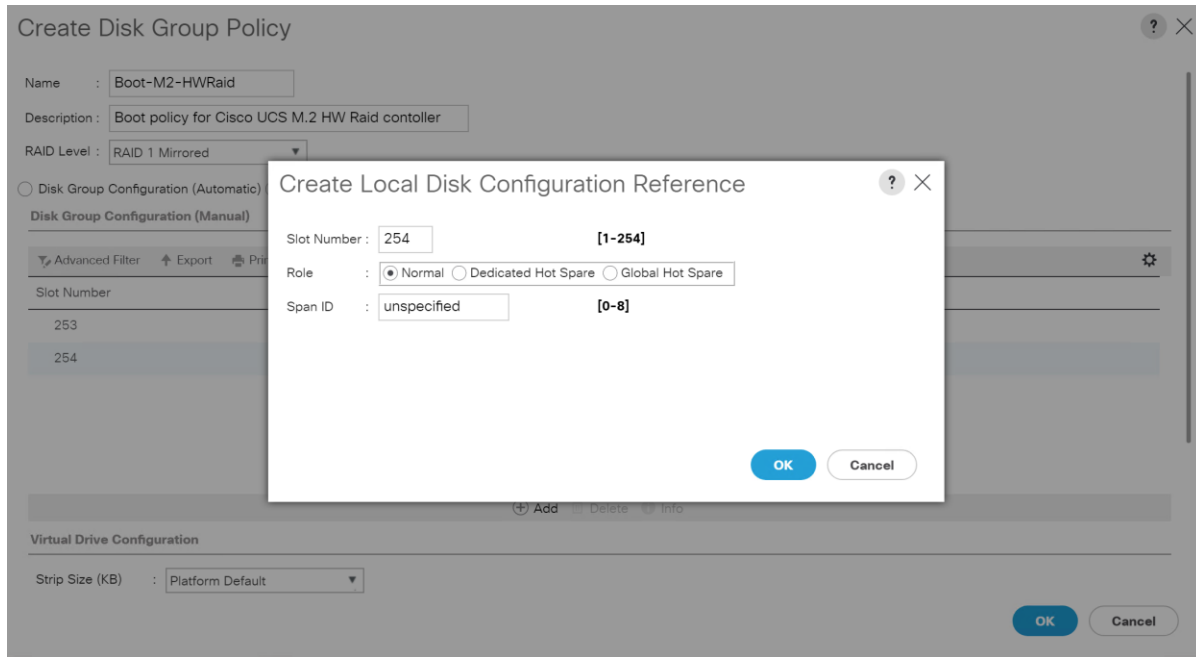 Create Disk Group Policy
?
Name : Boot-M2-HWRaid
Description : Boot policy for Cisco UCS M.2 HW Raid contoller
RAID Level : RAID 1 Mirrored
Disk Group Configuration (Automatic)
Disk Group Configuration (Manual)
Advanced Filter Export Prin
Slot Number
253
254
Create Local Disk Configuration Reference
?
Slot Number : 254 [1-254]
Role : Normal Dedicated Hot Spare Global Hot Spare
Span ID : unspecified [0-8]
OK Cancel
Add Delete Info
Virtual Drive Configuration
Strip Size (KB) : Platform Default
OK Cancel